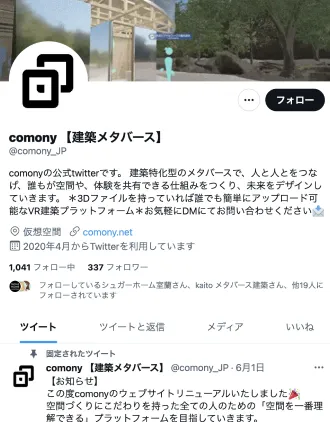 フォロー
comony 【建築メタバース】
@comony_JP
comonyの公式twitterです。 建築特化型のメタバースで、人と人とをつな
げ、誰もが空間や、体験を共有できる仕組みをつくり、未来をデザインし
ていきます。 ＊3Dファイルを持っていれば誰でも簡単にアップロード可
能なVR建築プラットフォーム＊お気軽にDMにてお問い合わせください📩
仮想空間 comony.net
2020年4月からTwitterを利用しています
1,041 フォロー中 337 フォロワー
フォローしているシュガーホーム室蘭さん、kaito メタバース建築さん、他19人に
フォローされています
ツイート ツイートと返信 メディア いいね
固定されたツイート
comony 【建築メタバース】 @comony_JP · 6月1日
【お知らせ】
この度comonyのウェブサイトリニューアルいたしました🎉
空間づくりにこだわりを持った全ての人のための「空間を一番理
解できる」プラットフォームを目指していきます。